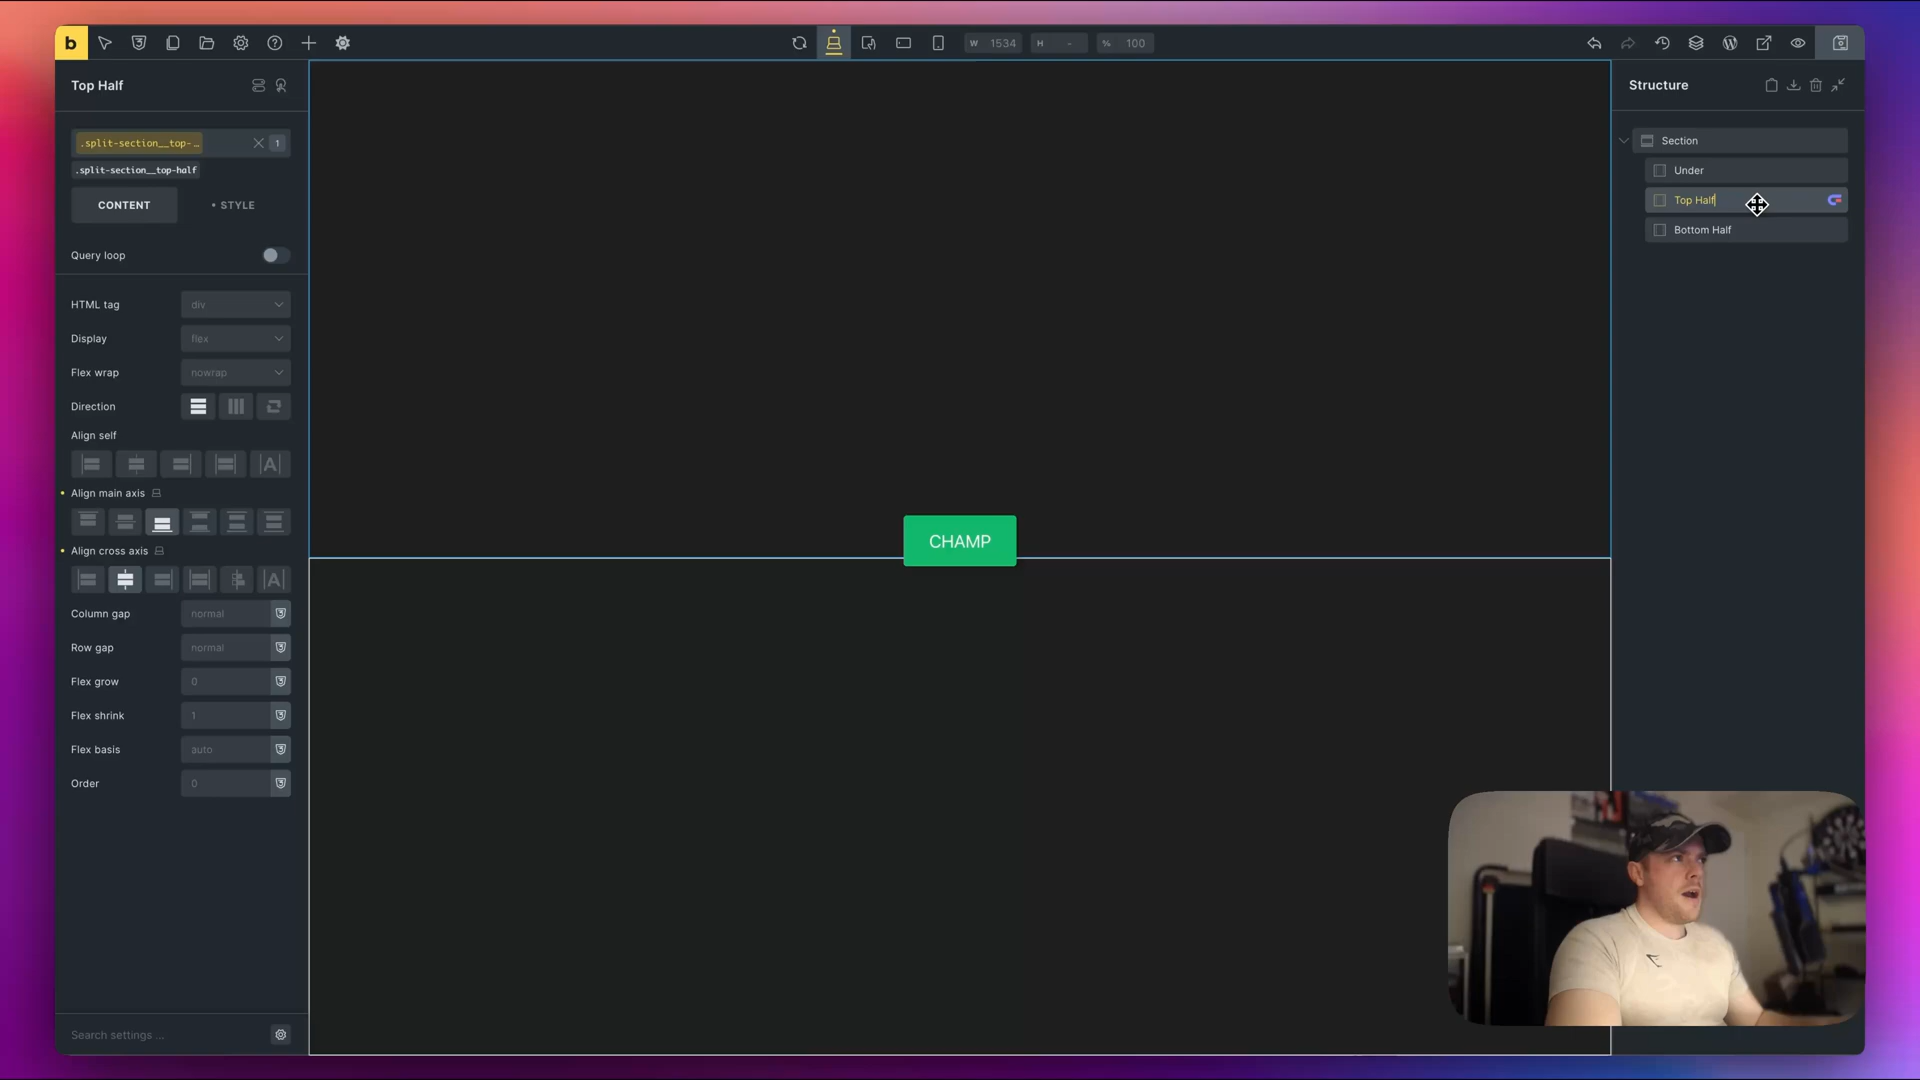 b
W 1534
H -
% 100
Top Half
.split-section__top-…
1
.split-section__top-half
CONTENT
• STYLE
Query loop
HTML tag
div
Display
flex
Flex wrap
nowrap
Direction
Align self
A
Align main axis
Align cross axis
A
Column gap
normal
Row gap
normal
Flex grow
0
Flex shrink
1
Flex basis
auto
Order
0
Search settings ...
CHAMP
Structure
Section
Under
Top Half
Bottom Half